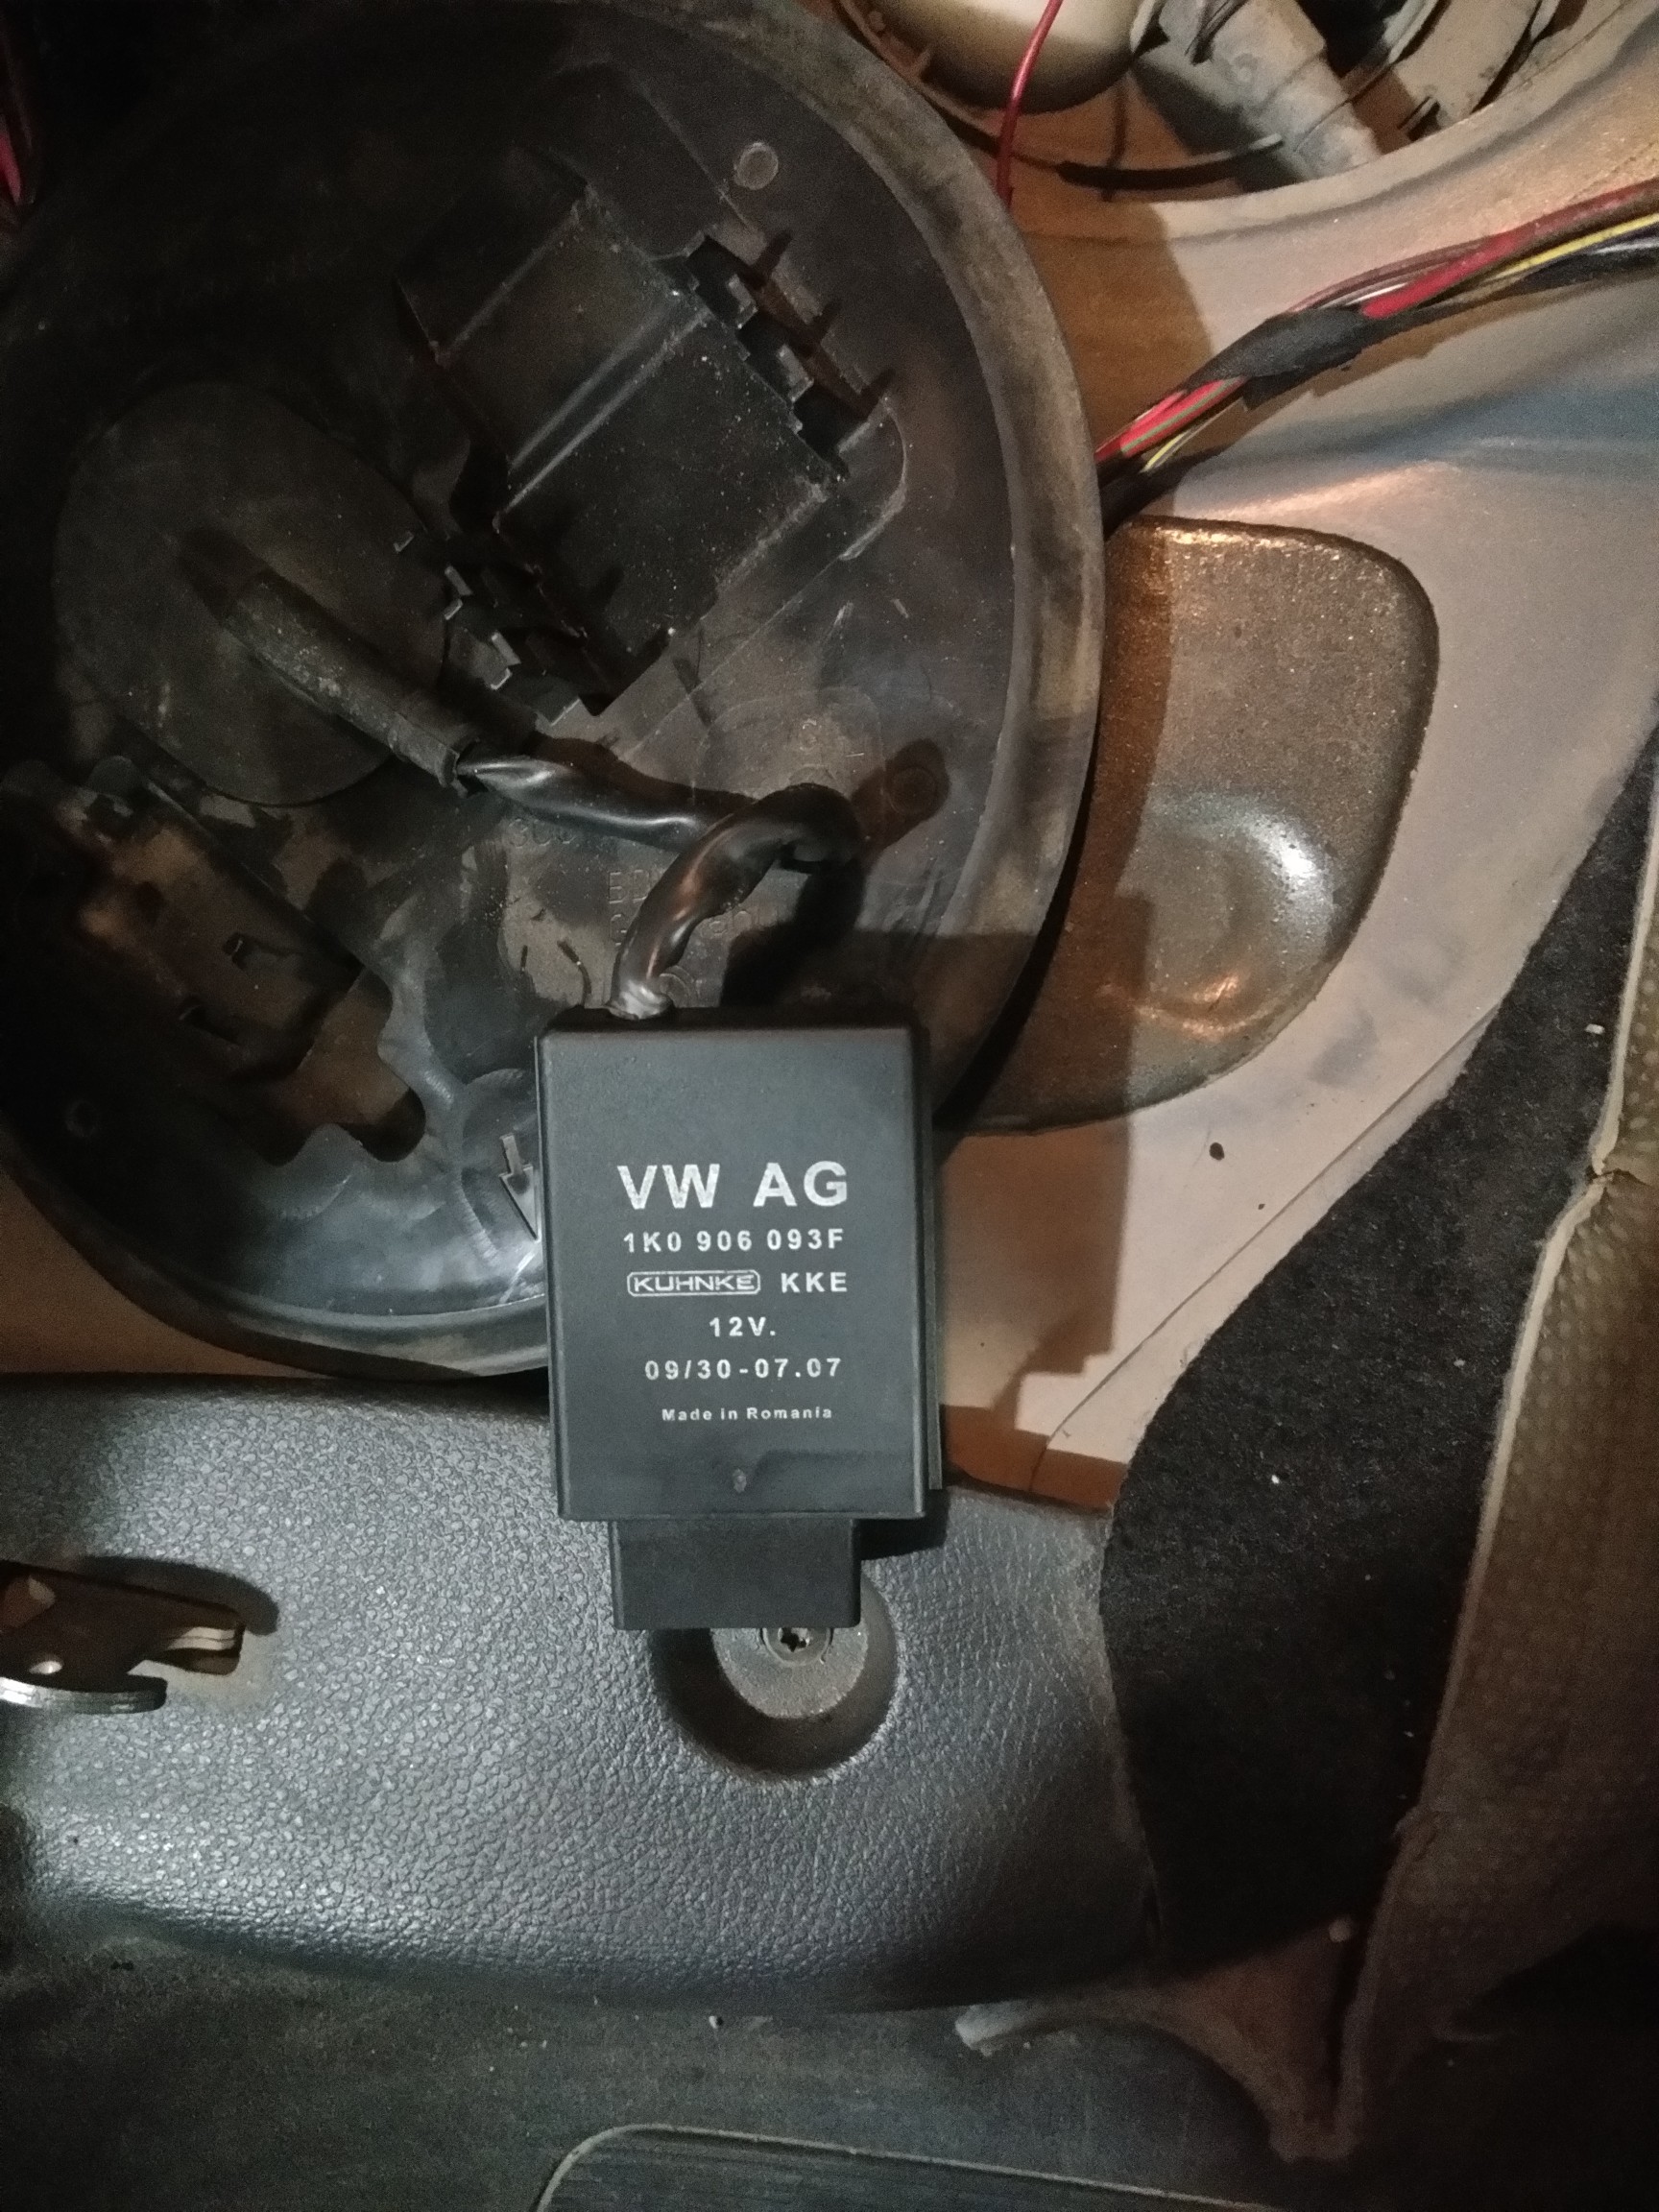 VW AG
1K0 906 093F
KUHNKE KKE
12V.
09/30-07.07
Made in Romania